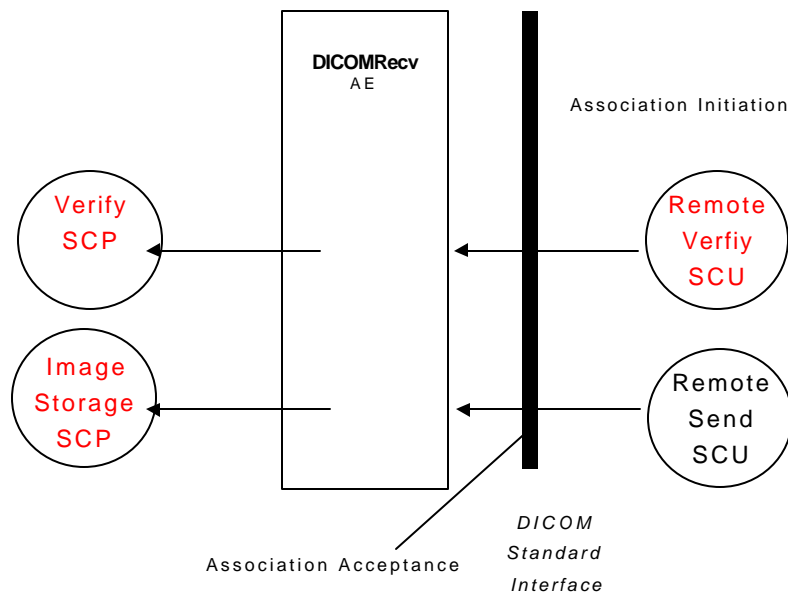 DICOMRecv
AE
Association Initiation
Verify
SCP
Remote
Verfiy
SCU
Image
Storage
SCP
Remote
Send
SCU
Association Acceptance
DICOM
Standard
Interface